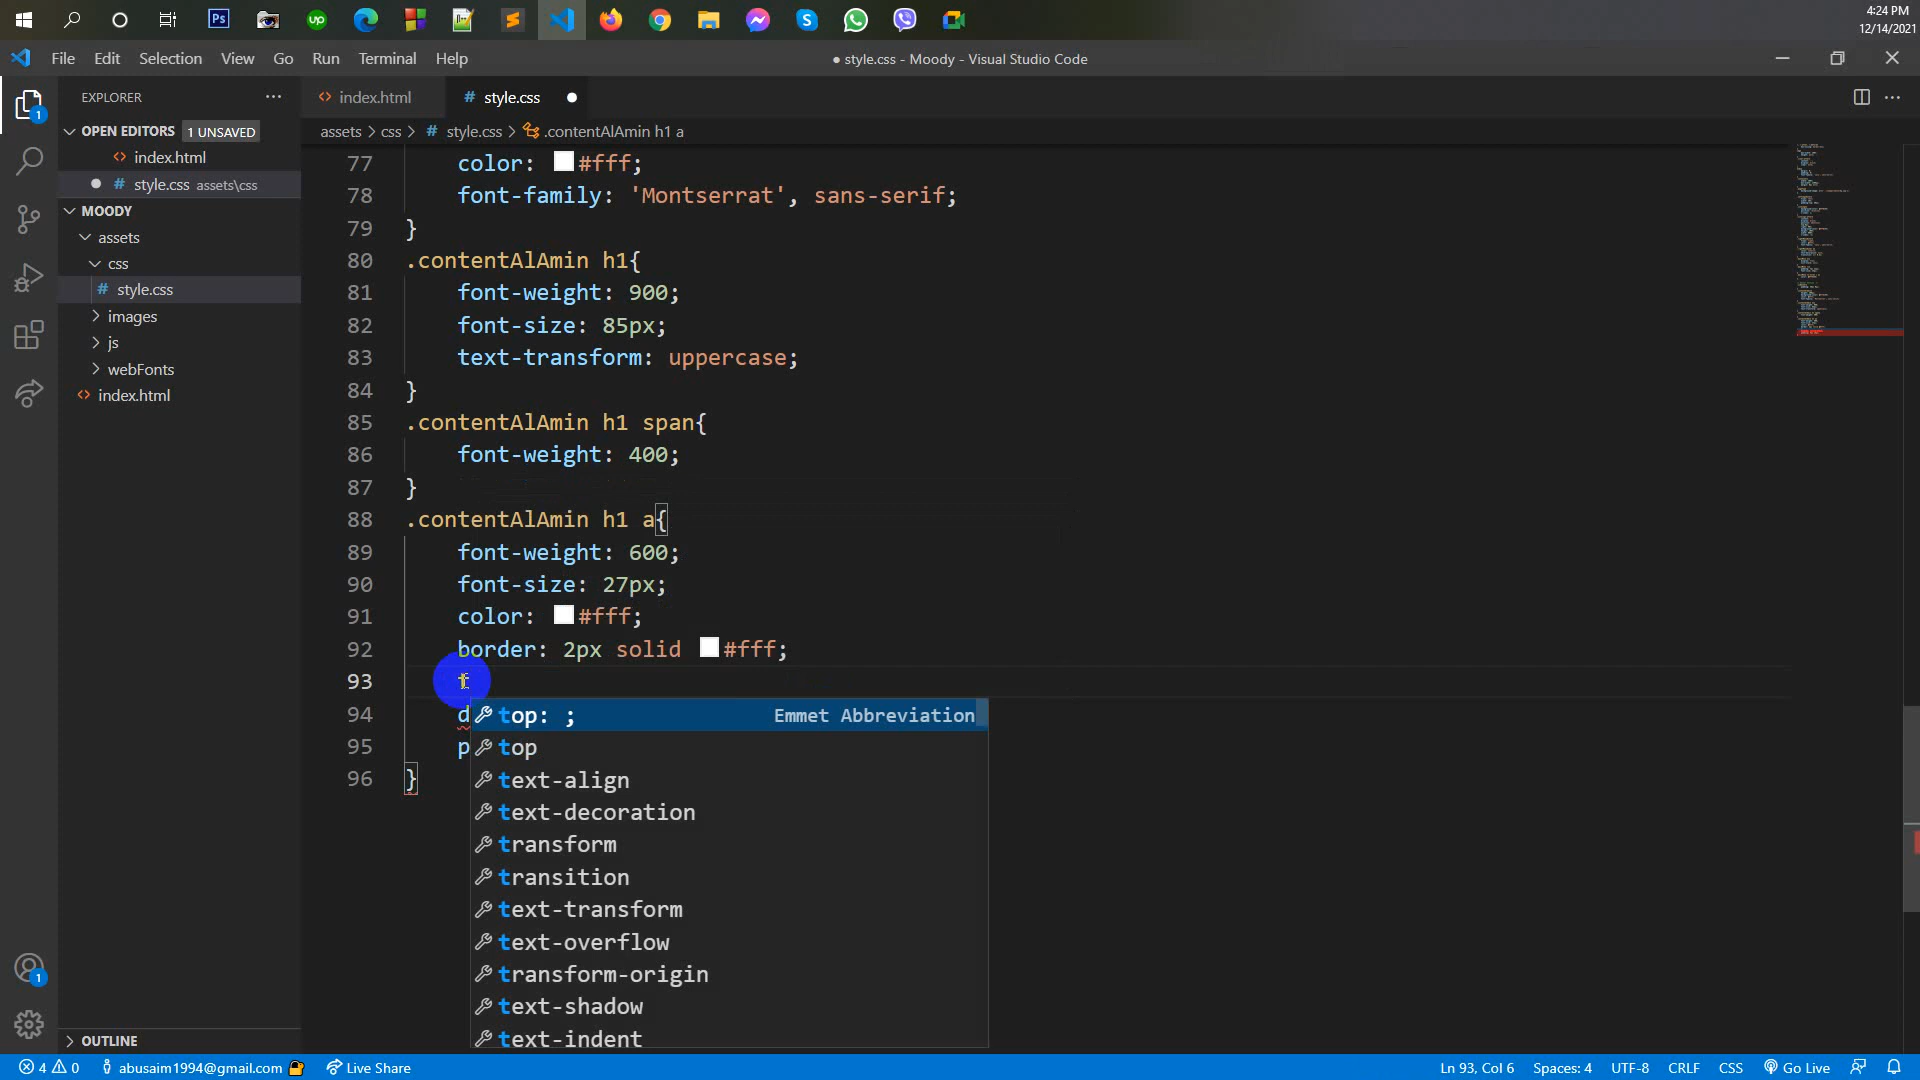 4:24 PM
12/14/2021
File Edit Selection View Go Run Terminal Help
● style.css - Moody - Visual Studio Code
EXPLORER
index.html
# style.css
OPEN EDITORS 1 UNSAVED
assets > css > # style.css > .contentAlAmin h1 a
index.html
# style.css assets\css
MOODY
assets
css
# style.css
images
js
webFonts
index.html
77 color: #fff;
78 font-family: 'Montserrat', sans-serif;
79 }
80 .contentAlAmin h1{
81 font-weight: 900;
82 font-size: 85px;
83 text-transform: uppercase;
84 }
85 .contentAlAmin h1 span{
86 font-weight: 400;
87 }
88 .contentAlAmin h1 a{
89 font-weight: 600;
90 font-size: 27px;
91 color: #fff;
92 border: 2px solid #fff;
93 t
94 d
95 p
96 }
top: ; Emmet Abbreviation
top
text-align
text-decoration
transform
transition
text-transform
text-overflow
transform-origin
text-shadow
text-indent
OUTLINE
4 0 abusaim1994@gmail.com Live Share
Ln 93, Col 6 Spaces: 4 UTF-8 CRLF CSS Go Live